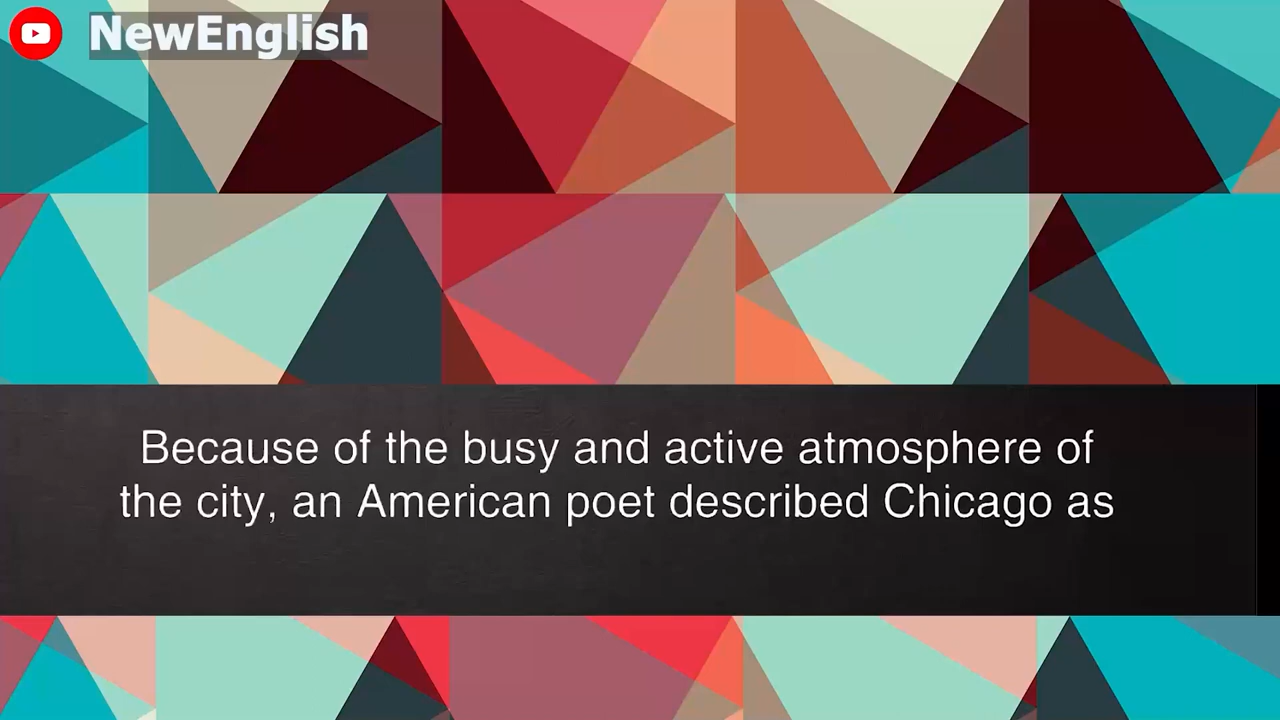 NewEnglish
Because of the busy and active atmosphere of
the city, an American poet described Chicago as